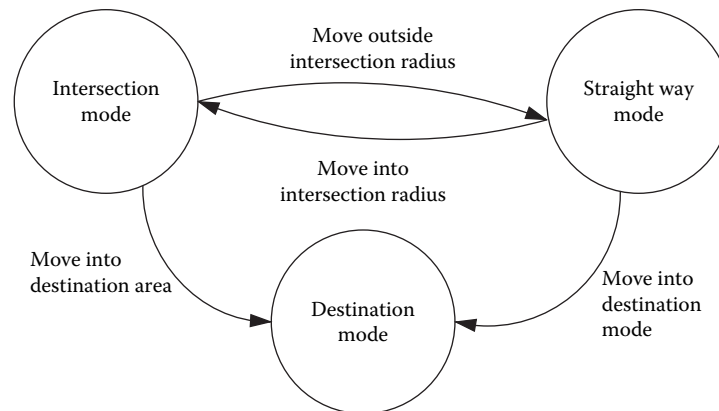 Move outside
intersection radius
Intersection
mode
Straight way
mode
Move into
intersection radius
Move into
destination area
Destination
mode
Move into
destination
mode